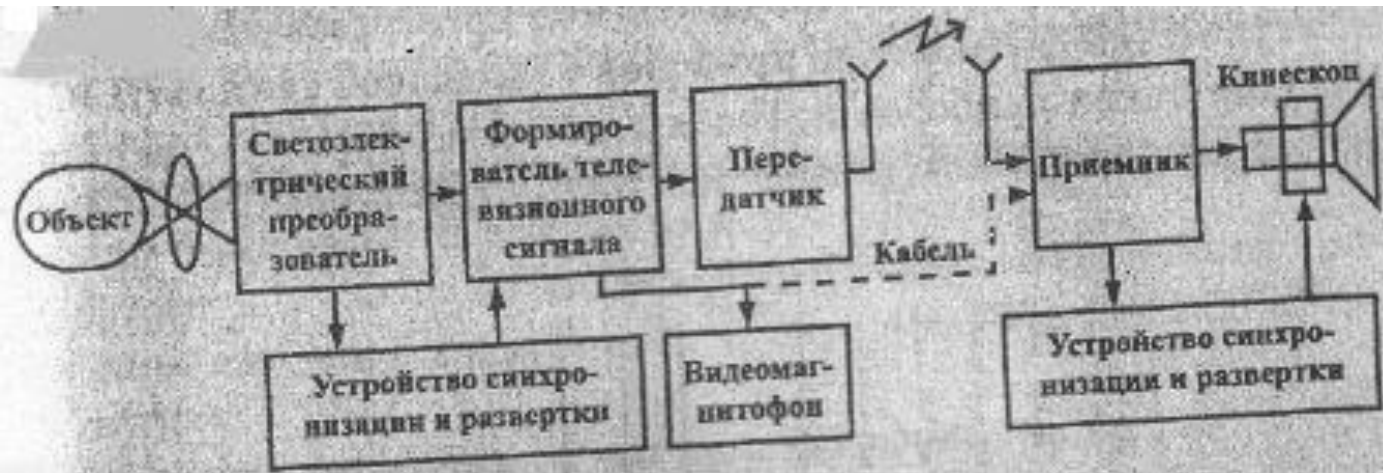 Объект
Светоэлек-
трический
преобра-
зователь
Формиро-
ватель теле-
визионного
сигнала
Пере-
датчик
Кабель
Приемник
Кинескоп
Устройство синхро-
низации и развертки
Видеомаг-
нитофон
Устройство синхро-
низации и развертки